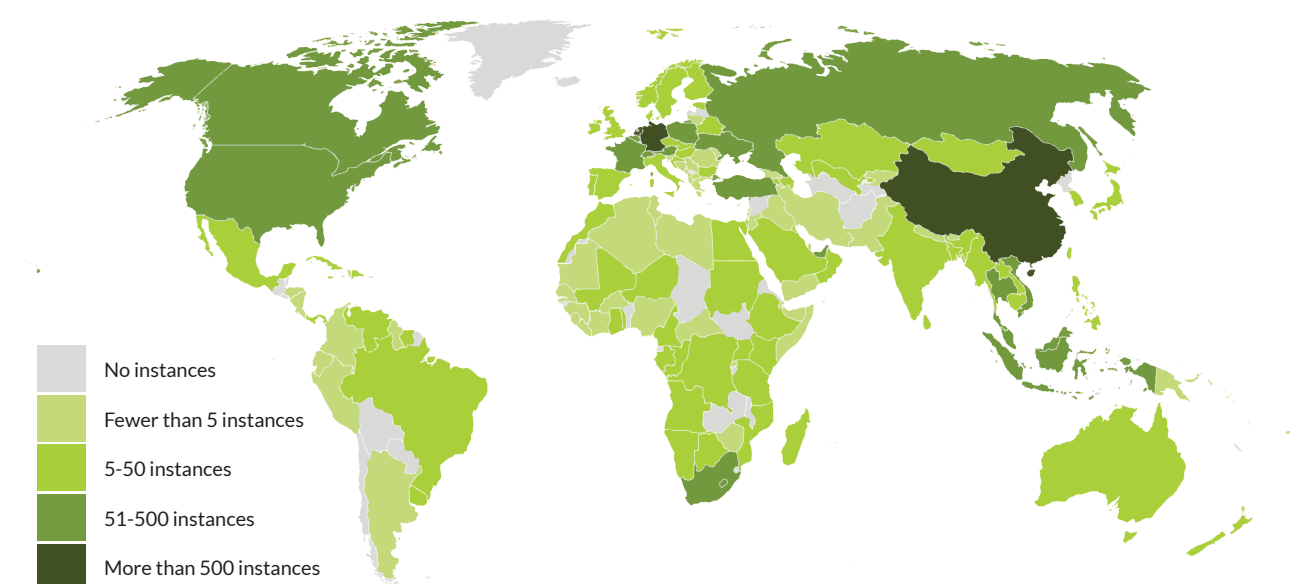 No instances
Fewer than 5 instances
5-50 instances
51-500 instances
More than 500 instances